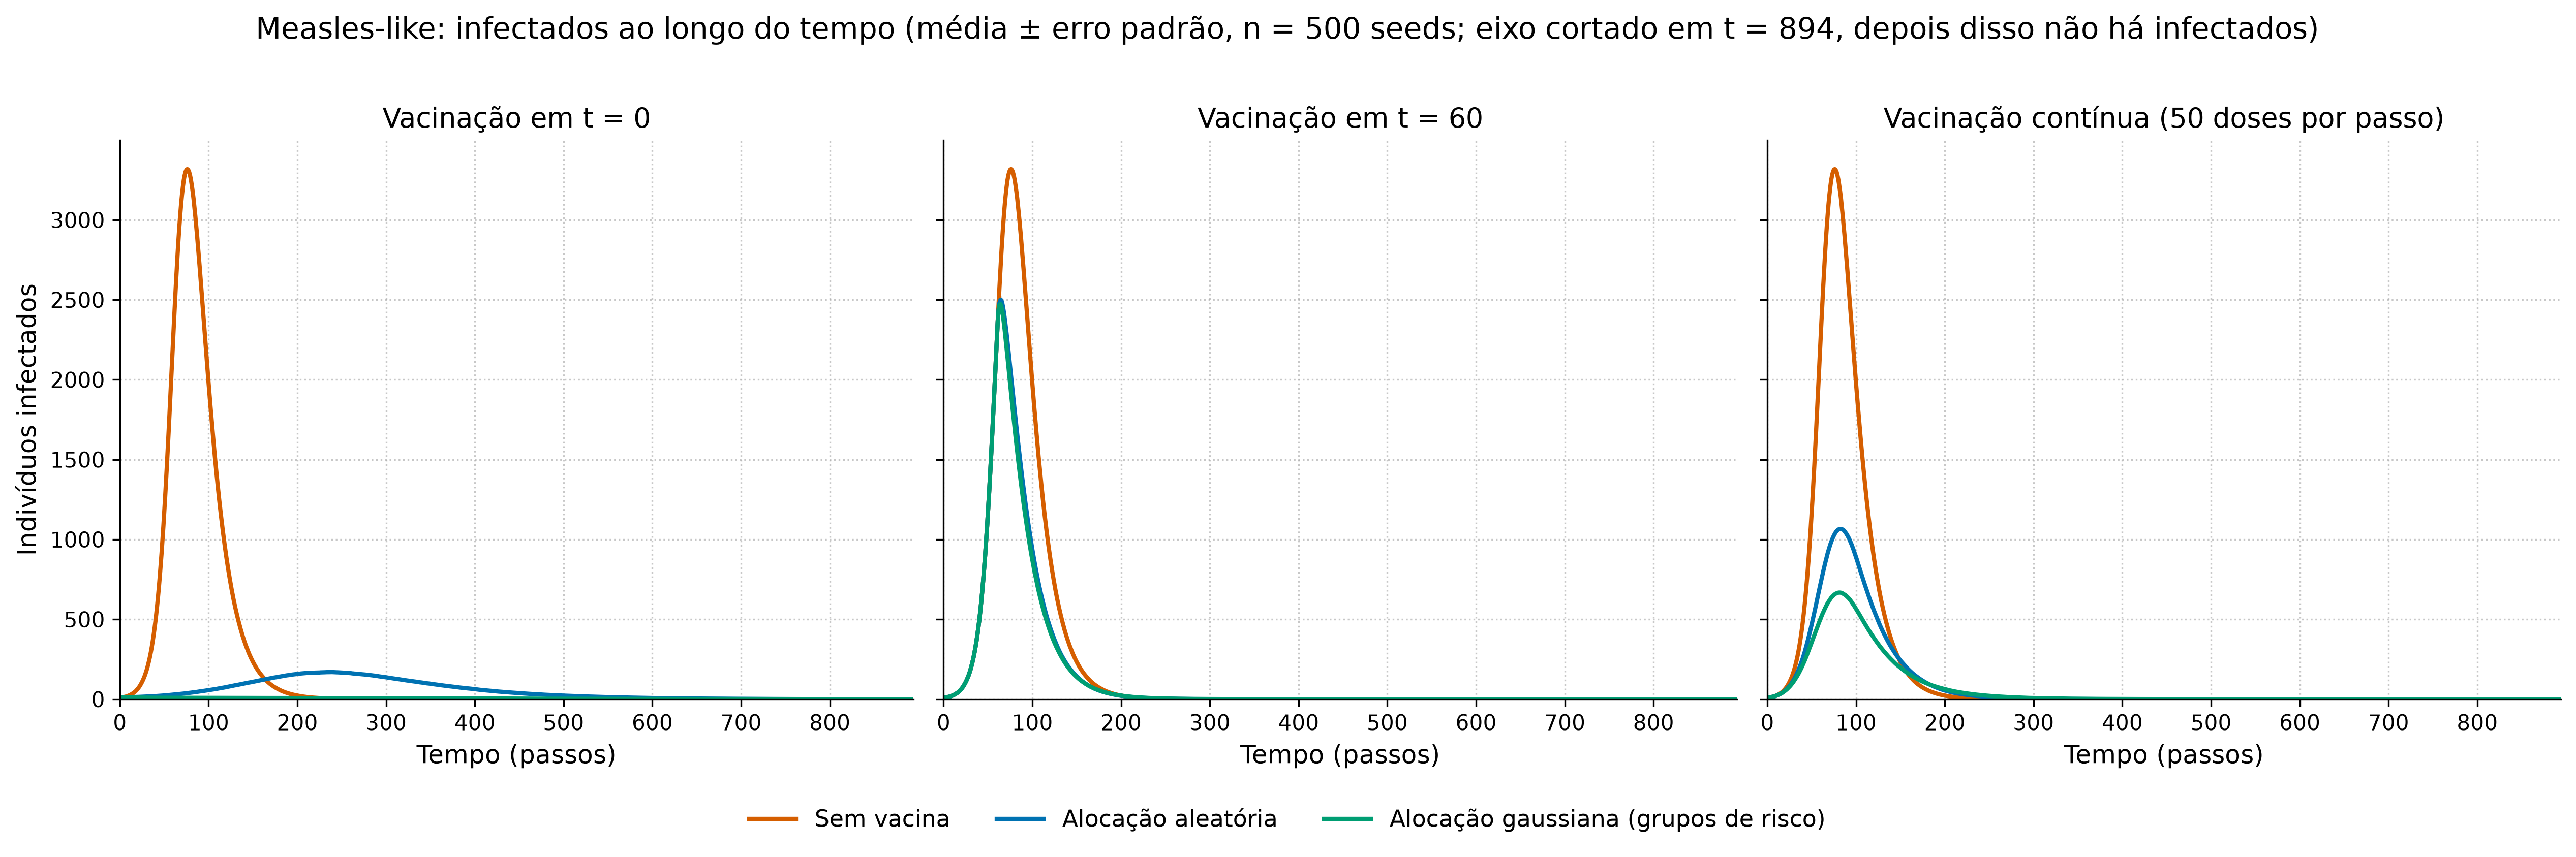 Measles-like: infectados ao longo do tempo (média ± erro padrão, n = 500 seeds; eixo cortado em t = 894, depois disso não há infectados)
Vacinação em t = 0
Vacinação em t = 60
Vacinação contínua (50 doses por passo)
Indivíduos infectados
3000
2500
2000
1500
1000
500
0
0 100 200 300 400 500 600 700 800
0 100 200 300 400 500 600 700 800
0 100 200 300 400 500 600 700 800
Tempo (passos)
Tempo (passos)
Tempo (passos)
Sem vacina
Alocação aleatória
Alocação gaussiana (grupos de risco)